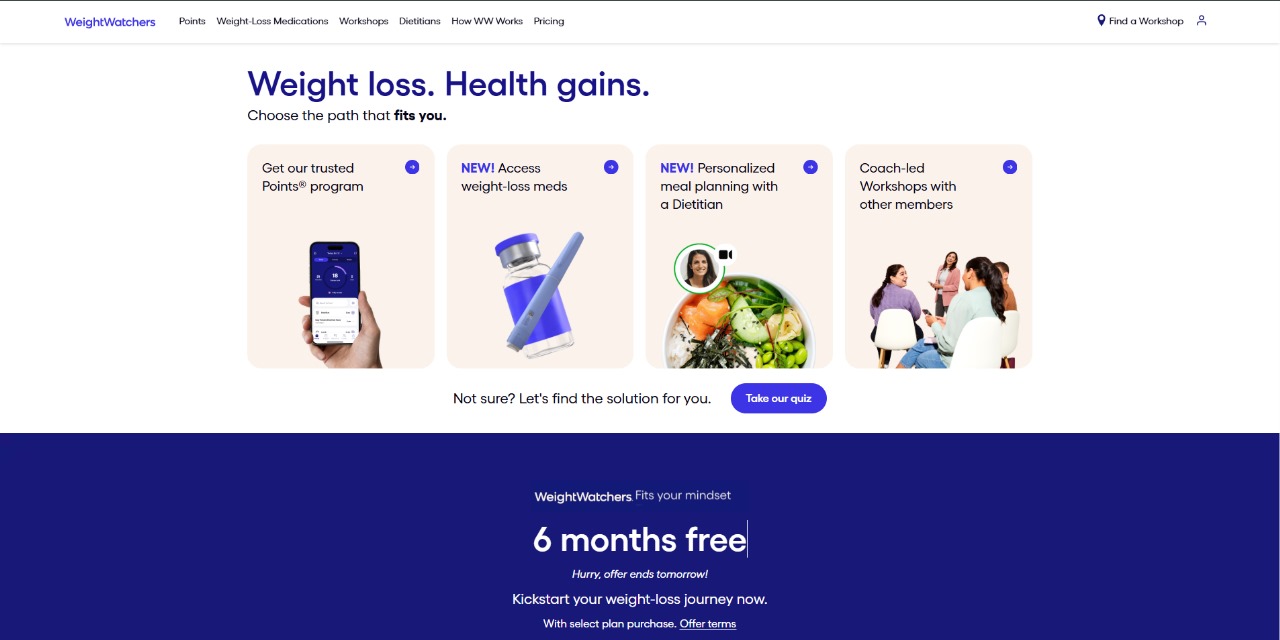 WeightWatchers Points Weight-Loss Medications Workshops Dietitians How WW Works Pricing Find a Workshop
Weight loss. Health gains.
Choose the path that fits you.
Get our trusted
Points® program
NEW! Access
weight-loss meds
NEW! Personalized
meal planning with
a Dietitian
Coach-led
Workshops with
other members
Not sure? Let's find the solution for you. Take our quiz
WeightWatchers Fits your mindset
6 months free
Hurry, offer ends tomorrow!
Kickstart your weight-loss journey now.
With select plan purchase. Offer terms